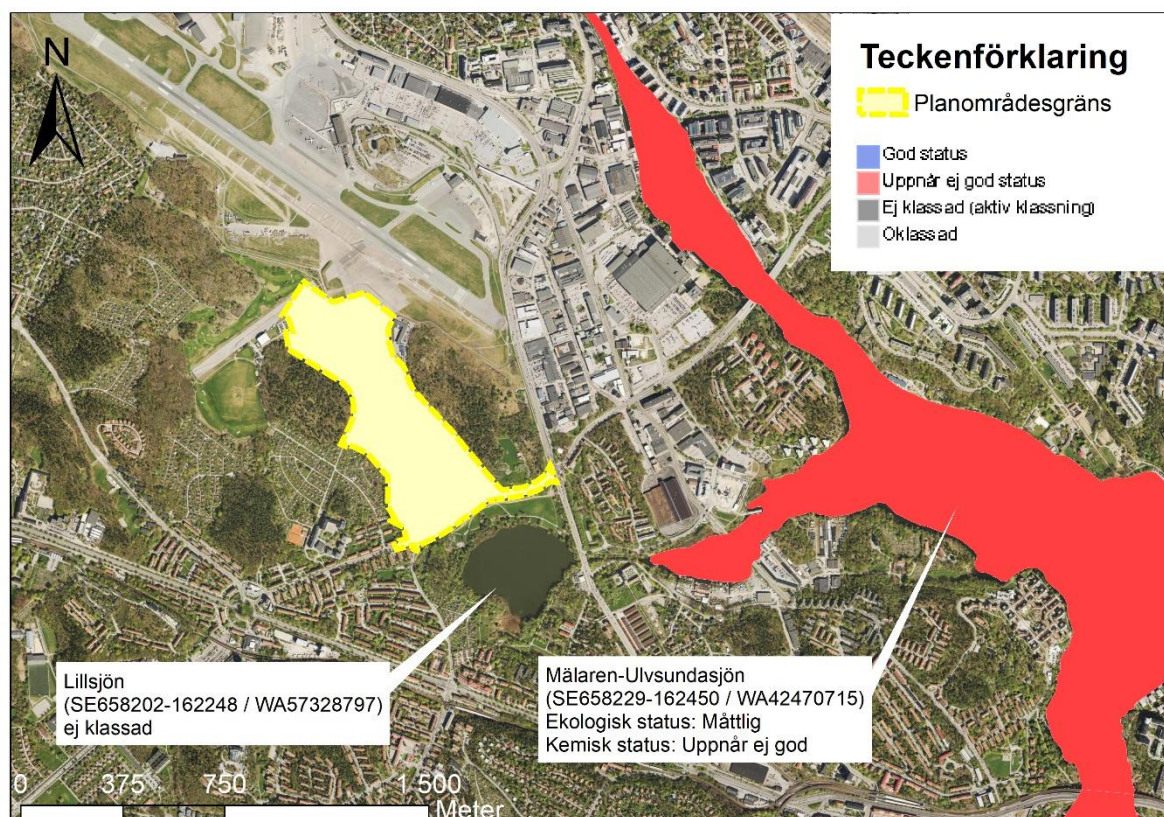 N
Teckenförklaring
Planområdesgräns
God status
Uppnår ej god status
Ej klassad (aktiv klassning)
Oklassad
Lillsjön
(SE658202-162248 / WA57328797)
ej klassad
Mälaren-Ulvsundasjön
(SE658229-162450 / WA42470715)
Ekologisk status: Måttlig
Kemisk status: Uppnår ej god
0 375 750 1 500
Meter